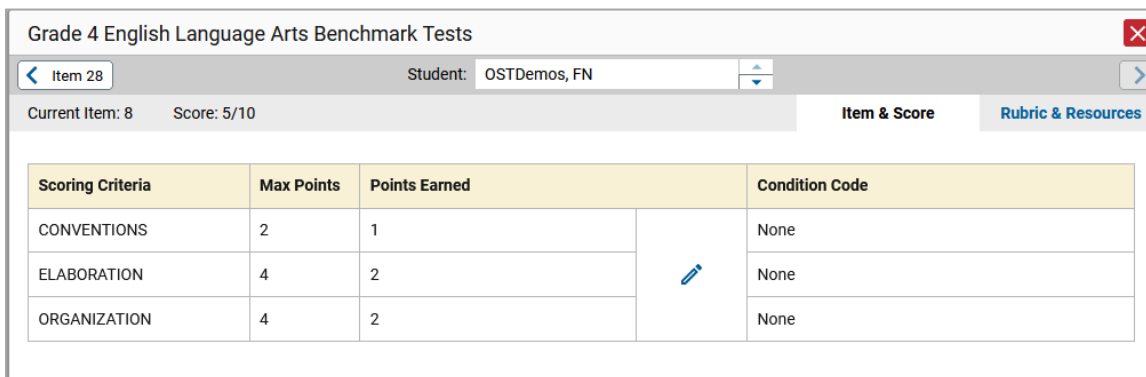 Grade 4 English Language Arts Benchmark Tests
Item 28 Student: OSTDemos, FN
Current Item: 8 Score: 5/10 Item & Score Rubric & Resources
Scoring Criteria Max Points Points Earned Condition Code
CONVENTIONS 2 1 None
ELABORATION 4 2 None
ORGANIZATION 4 2 None